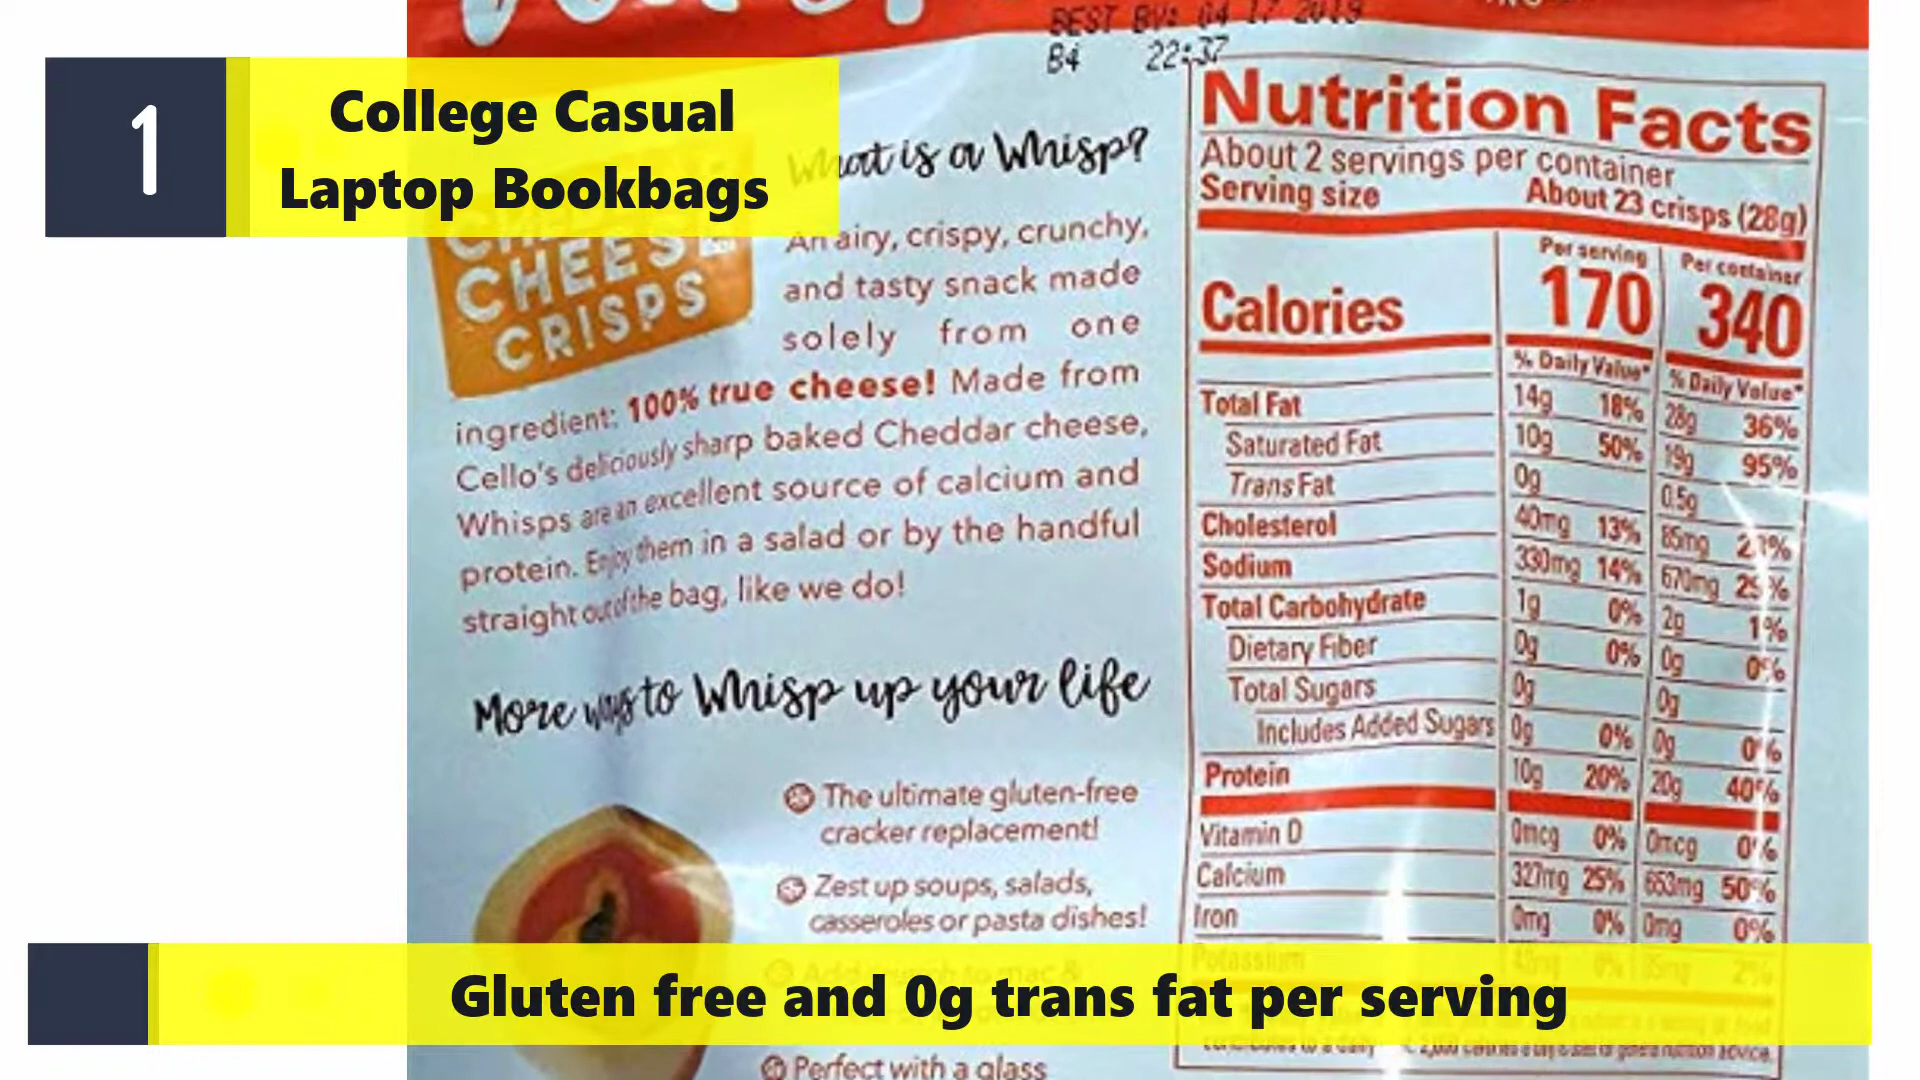 BEST BY: 04 17 2019
B4 22:37
1
College Casual
Laptop Bookbags
CHEESE
CRISPS
What is a Whisp?
An airy, crispy, crunchy,
and tasty snack made
solely from one
ingredient: 100% true cheese! Made from
Cello's deliciously sharp baked Cheddar cheese,
Whisps are an excellent source of calcium and
protein. Enjoy them in a salad or by the handful
straight out of the bag, like we do!
More ways to Whisp up your life
The ultimate gluten-free
cracker replacement!
Zest up soups, salads,
casseroles or pasta dishes!
Perfect with a glass
Nutrition Facts
About 2 servings per container
Serving size About 23 crisps (28g)
Per serving Per container
Calories 170 340
% Daily Value* % Daily Value*
Total Fat 14g 18% 28g 36%
Saturated Fat 10g 50% 19g 95%
Trans Fat 0g 0.5g
Cholesterol 40mg 13% 85mg
Sodium 330mg 14% 670mg
Total Carbohydrate 1g 0% 2g 1%
Dietary Fiber 0g 0% 0g 0%
Total Sugars 0g 0g
Includes Added Sugars 0g 0% 0g 0%
Protein 10g 20% 20g 40%
Vitamin D 0mcg 0% 0mcg 0%
Calcium 327mg 25% 653mg 50%
Iron 0mg 0% 0mg 0%
Potassium
Gluten free and 0g trans fat per serving